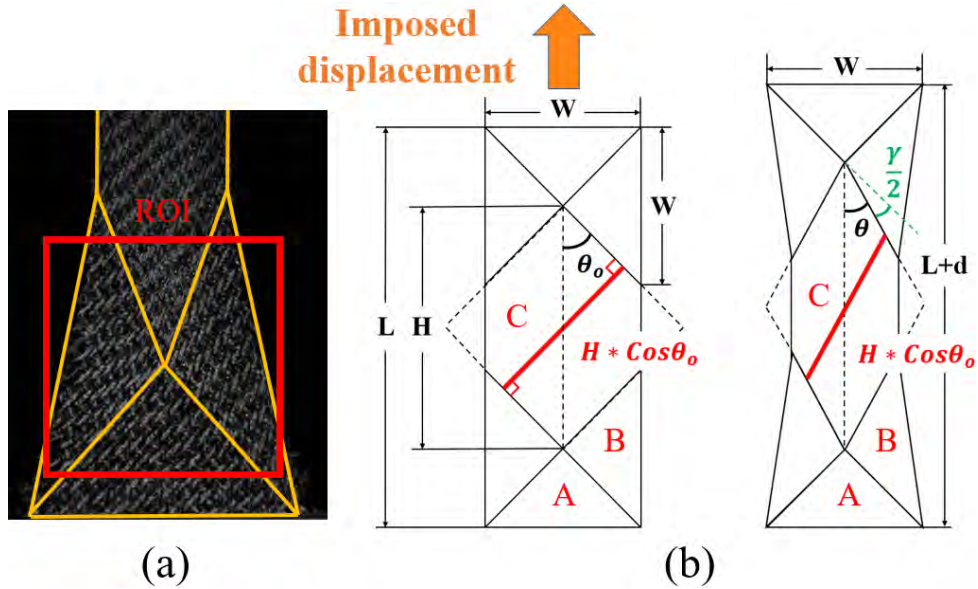 Imposed
displacement
ROI
(a)
W
W
θₒ
L
H
C
H * Cosθₒ
B
A
W
γ/2
θ
L+d
C
H * Cosθₒ
B
A
(b)